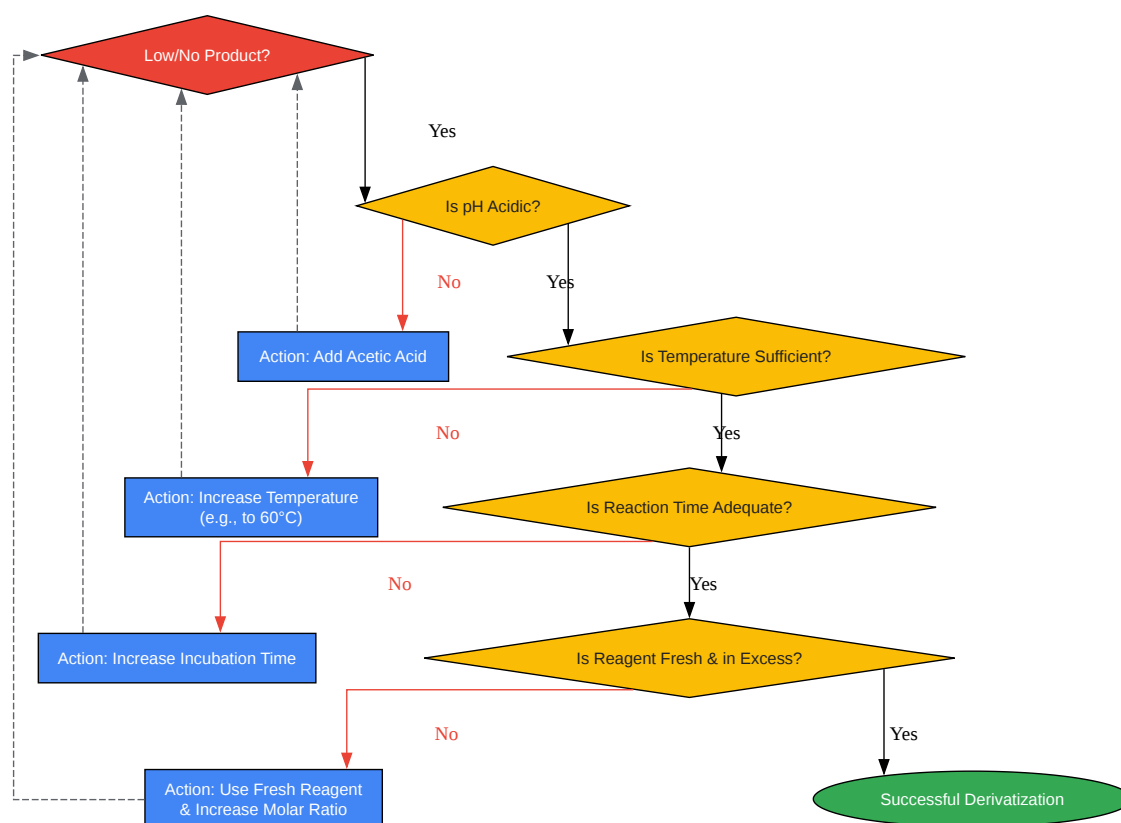 Low/No Product?
Yes
Is pH Acidic?
No
Yes
Action: Add Acetic Acid
Is Temperature Sufficient?
No
Yes
Action: Increase Temperature
(e.g., to 60°C)
Is Reaction Time Adequate?
No
Yes
Action: Increase Incubation Time
Is Reagent Fresh & in Excess?
No
Yes
Action: Use Fresh Reagent
& Increase Molar Ratio
Successful Derivatization